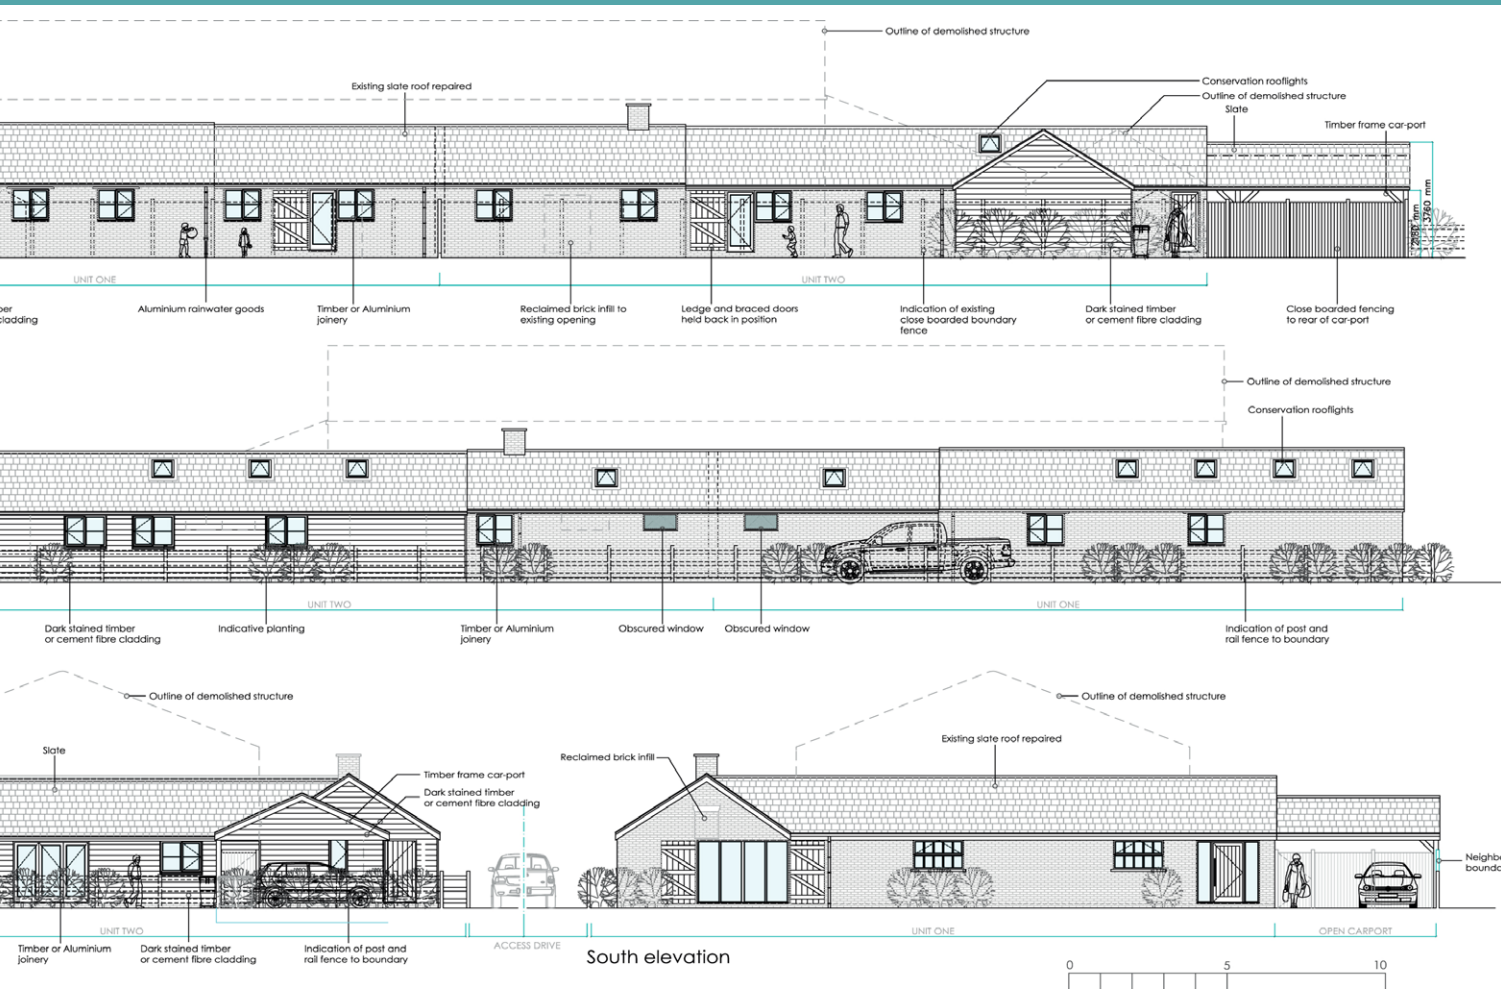 Outline of demolished structure
Existing slate roof repaired
Conservation rooflights
Outline of demolished structure
Slate
Timber frame car-port
3760 mm
UNIT ONE
UNIT TWO
Aluminium rainwater goods
Timber or Aluminium
joinery
Reclaimed brick infill to
existing opening
Ledge and braced doors
held back in position
Indication of existing
close boarded boundary
fence
Dark stained timber
or cement fibre cladding
Close boarded fencing
to rear of car-port
cladding
Outline of demolished structure
Conservation rooflights
UNIT TWO
UNIT ONE
Dark stained timber
or cement fibre cladding
Indicative planting
Timber or Aluminium
joinery
Obscured window
Obscured window
Indication of post and
rail fence to boundary
Outline of demolished structure
Slate
Timber frame car-port
Dark stained timber
or cement fibre cladding
Outline of demolished structure
Existing slate roof repaired
Reclaimed brick infill
Neighb
bounda
UNIT TWO
ACCESS DRIVE
UNIT ONE
OPEN CARPORT
Timber or Aluminium
joinery
Dark stained timber
or cement fibre cladding
Indication of post and
rail fence to boundary
South elevation
0 5 10